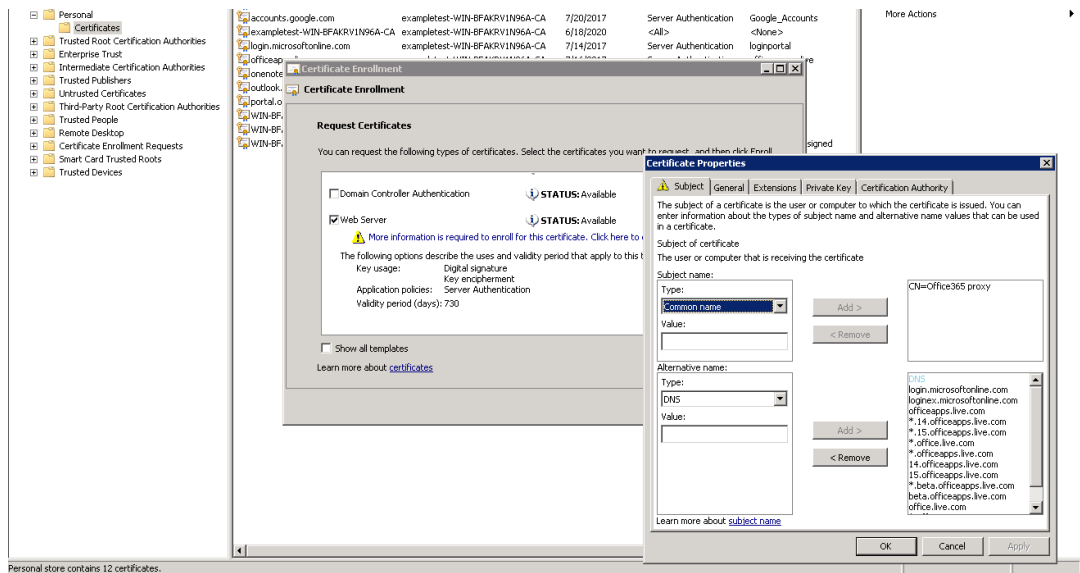 Personal
Certificates
Trusted Root Certification Authorities
Enterprise Trust
Intermediate Certification Authorities
Trusted Publishers
Untrusted Certificates
Third-Party Root Certification Authorities
Trusted People
Remote Desktop
Certificate Enrollment Requests
Smart Card Trusted Roots
Trusted Devices
accounts.google.com exampletest-WIN-BFAKRV1N96A-CA 7/20/2017 Server Authentication Google_Accounts
exampletest-WIN-BFAKRV1N96A-CA exampletest-WIN-BFAKRV1N96A-CA 6/18/2020 <All> <None>
login.microsoftonline.com exampletest-WIN-BFAKRV1N96A-CA 7/14/2017 Server Authentication loginportal
officeap
onenote
outlook.
portal.o
WIN-BF
WIN-BF
WIN-BF
signed
More Actions
Certificate Enrollment
Certificate Enrollment
Request Certificates
You can request the following types of certificates. Select the certificates you want to request, and then click Enroll.
Domain Controller Authentication STATUS: Available
Web Server STATUS: Available
More information is required to enroll for this certificate. Click here to
The following options describe the uses and validity period that apply to this
Key usage: Digital signature
Key encipherment
Application policies: Server Authentication
Validity period (days): 730
Show all templates
Learn more about certificates
Certificate Properties
Subject General Extensions Private Key Certification Authority
The subject of a certificate is the user or computer to which the certificate is issued. You can
enter information about the types of subject name and alternative name values that can be used
in a certificate.
Subject of certificate
The user or computer that is receiving the certificate
Subject name:
Type:
Common name
Value:
Add >
< Remove
CN=Office365 proxy
Alternative name:
Type:
DNS
Value:
Add >
< Remove
DNS
login.microsoftonline.com
loginex.microsoftonline.com
officeapps.live.com
*.14.officeapps.live.com
*.15.officeapps.live.com
*.office.live.com
*.officeapps.live.com
14.officeapps.live.com
15.officeapps.live.com
*.beta.officeapps.live.com
beta.officeapps.live.com
office.live.com
Learn more about subject name
OK Cancel Apply
Personal store contains 12 certificates.